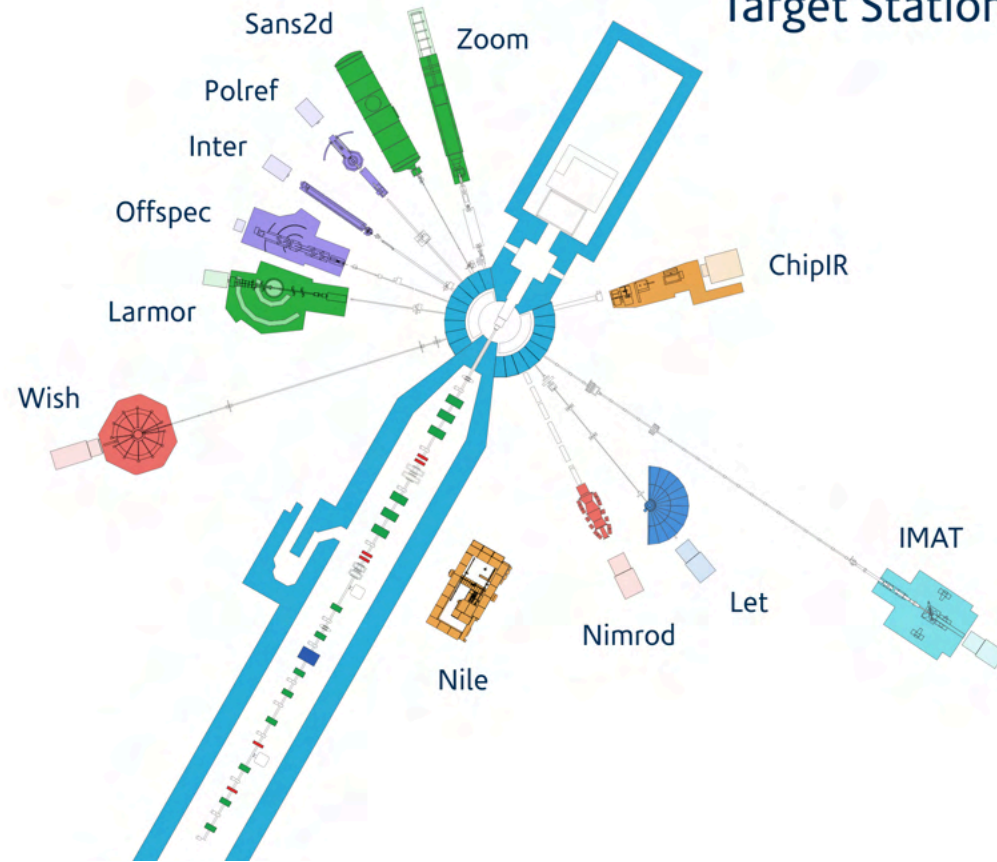 Target Station
Sans2d
Zoom
Polref
Inter
Offspec
ChipIR
Larmor
Wish
IMAT
Let
Nimrod
Nile